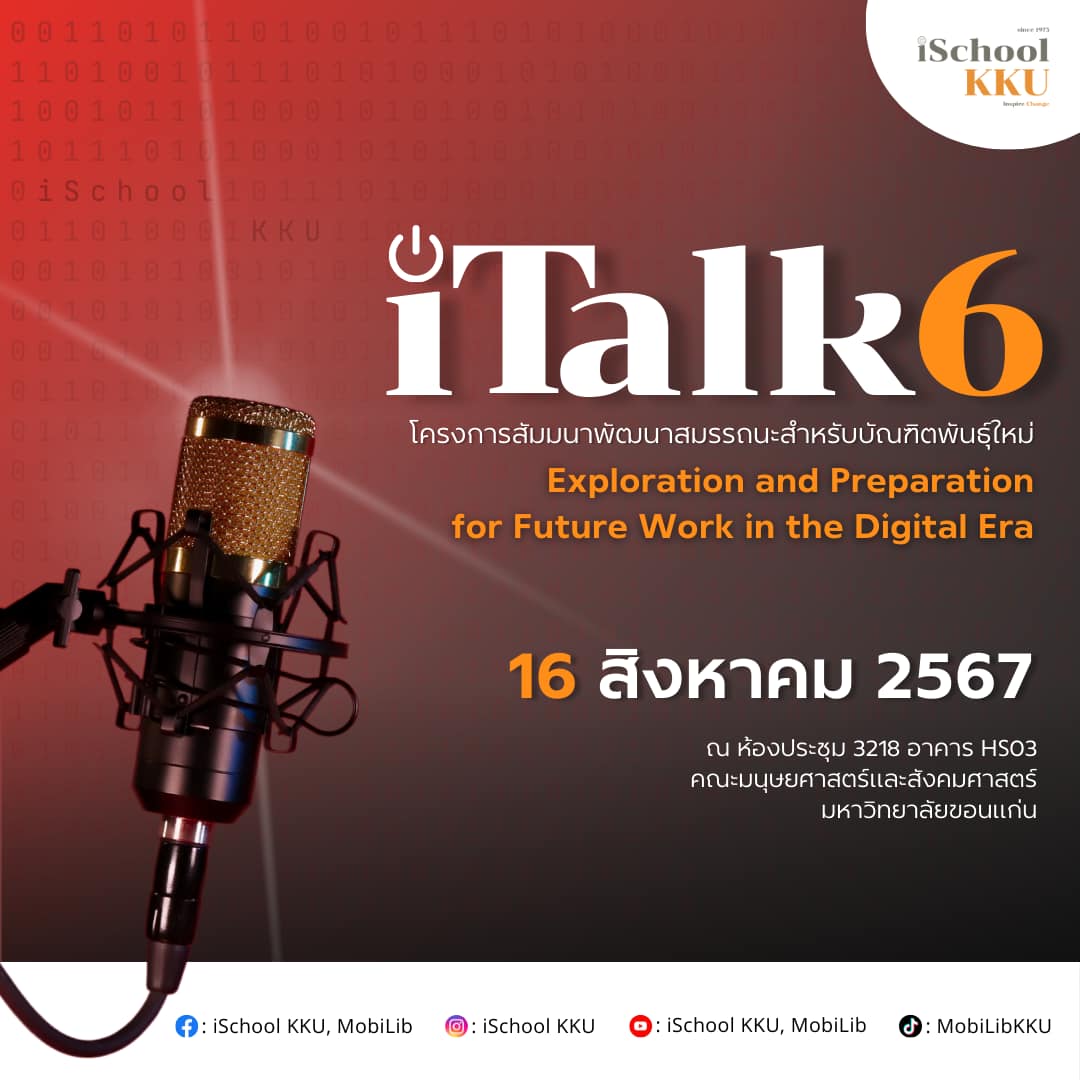 since 1975
iSchool
KKU
Inspire Change
iSchool
KKU
iTalk6
โครงการสัมมนาพัฒนาสมรรถนะสำหรับบัณฑิตพันธุ์ใหม่
Exploration and Preparation
for Future Work in the Digital Era
16 สิงหาคม 2567
ณ ห้องประชุม 3218 อาคาร HS03
คณะมนุษยศาสตร์และสังคมศาสตร์
มหาวิทยาลัยขอนแก่น
: iSchool KKU, MobiLib
: iSchool KKU
: iSchool KKU, MobiLib
: MobiLibKKU